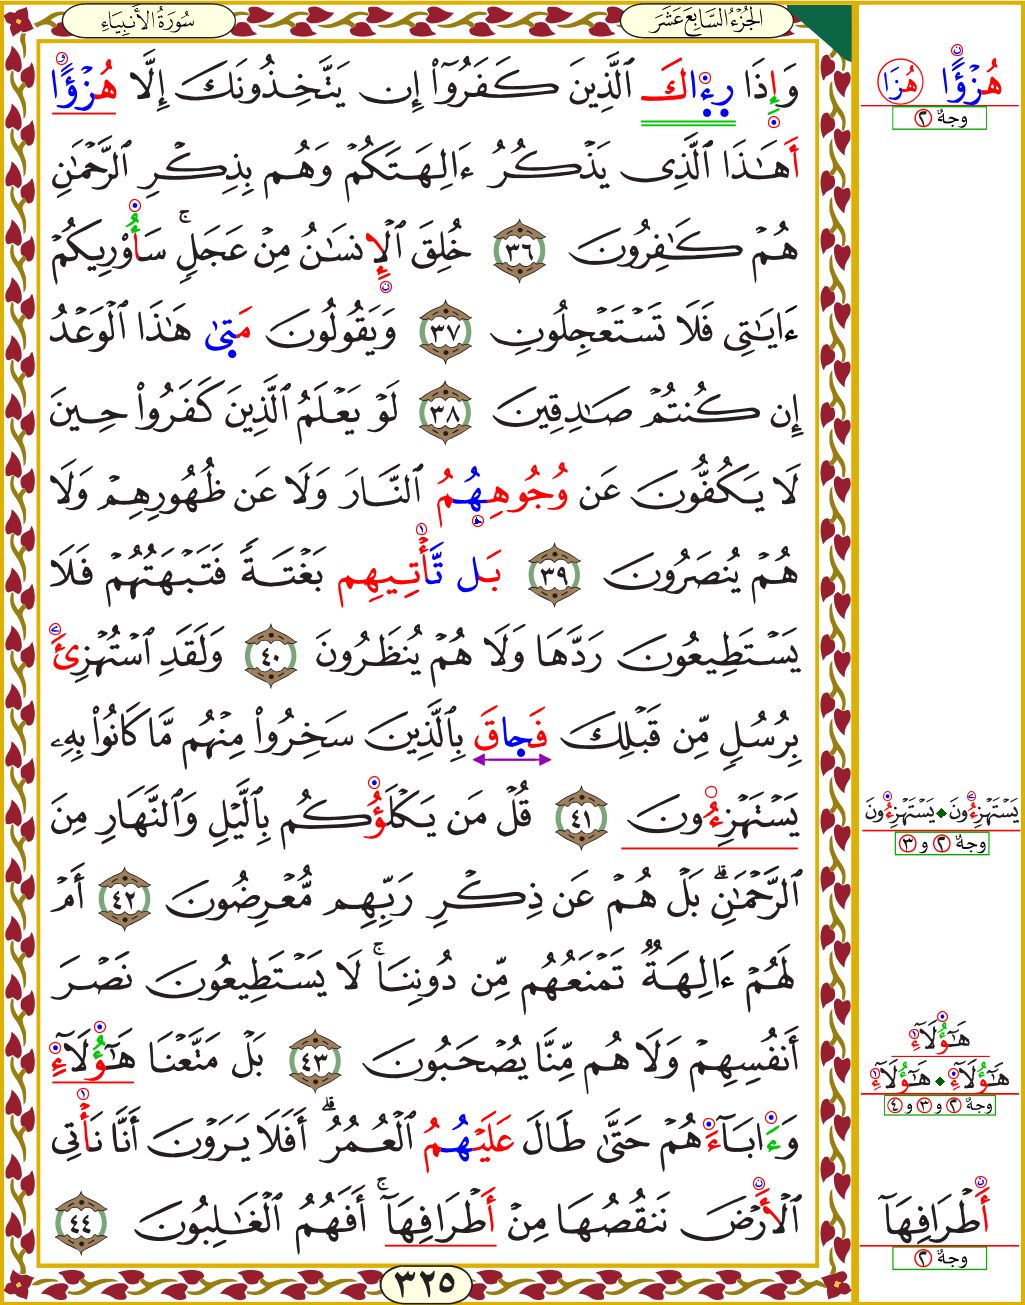 الجُزْءُ السَّابِعَ عَشَرَ
سُورَةُ الأَنبِيَاءِ
وَإِذَا رِءَاكَ ٱلَّذِينَ كَفَرُوٓاْ إِن يَتَّخِذُونَكَ إِلَّا هُزْؤًا
أَهَٰذَا ٱلَّذِى يَذْكُرُ ءَالِهَتَكُمْ وَهُم بِذِكْرِ ٱلرَّحْمَٰنِ
هُمْ كَٰفِرُونَ ٣٦ خُلِقَ ٱلْإِنسَٰنُ مِنْ عَجَلٍۚ سَأُوْرِيكُمْ
ءَايَٰتِى فَلَا تَسْتَعْجِلُونِ ٣٧ وَيَقُولُونَ مَتِىٰ هَٰذَا ٱلْوَعْدُ
إِن كُنتُمْ صَٰدِقِينَ ٣٨ لَوْ يَعْلَمُ ٱلَّذِينَ كَفَرُواْ حِينَ
لَا يَكُفُّونَ عَن وُجُوهِهُمُ ٱلنَّارَ وَلَا عَن ظُهُورِهِمْ وَلَا
هُمْ يُنصَرُونَ ٣٩ بَل تَّأْتِيهِم بَغْتَةً فَتَبْهَتُهُمْ فَلَا
يَسْتَطِيعُونَ رَدَّهَا وَلَا هُمْ يُنظَرُونَ ٤٠ وَلَقَدِ ٱسْتُهْزِئَ
بِرُسُلٍ مِّن قَبْلِكَ فَحِاقَ بِٱلَّذِينَ سَخِرُواْ مِنْهُم مَّا كَانُواْ بِهِۦ
يَسْتَهْزِءُونَ ٤١ قُلْ مَن يَكْلَؤُكُم بِٱلَّيْلِ وَٱلنَّهَارِ مِنَ
ٱلرَّحْمَٰنِۗ بَلْ هُمْ عَن ذِكْرِ رَبِّهِم مُّعْرِضُونَ ٤٢ أَمْ
لَهُمْ ءَالِهَةٌ تَمْنَعُهُم مِّن دُونِنَاۚ لَا يَسْتَطِيعُونَ نَصْرَ
أَنفُسِهِمْ وَلَا هُم مِّنَّا يُصْحَبُونَ ٤٣ بَلْ مَتَّعْنَا هَٰٓؤُلَآءِ
وَءَابَآءَهُمْ حَتَّىٰ طَالَ عَلَيْهُمُ ٱلْعُمُرُۗ أَفَلَا يَرَوْنَ أَنَّا نَأْتِى
ٱلْأَرْضَ نَنقُصُهَا مِنْ أَطْرَافِهَآۚ أَفَهُمُ ٱلْغَٰلِبُونَ ٤٤
٣٢٥
هُزْؤًا هُزَا
وجهٌ ٢
يَسْتَهْزِءُونَ يَسْتَهْزِءُونَ
وجهٌ ٢ و ٣
هَٰٓؤُلَآءِ
هَٰٓؤُلَآءِ هَٰٓؤُلَآءِ
وجهٌ ٢ و ٣ و ٤
أَطْرَافِهَآ
وجهٌ ٢